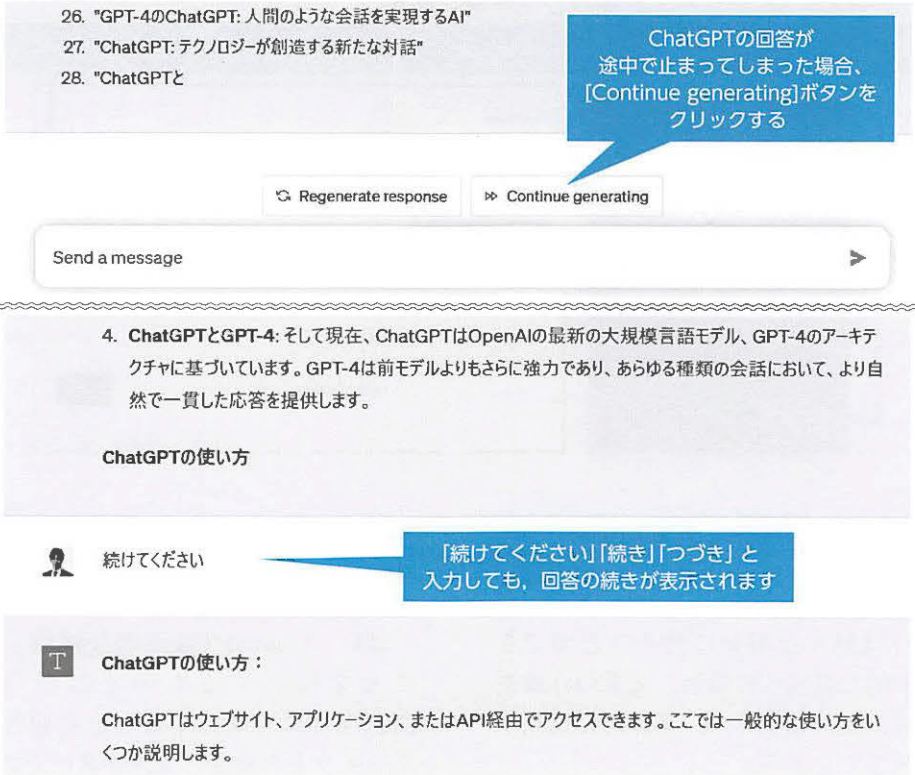 26. "GPT-4のChatGPT: 人間のような会話を実現するAI"
27. "ChatGPT: テクノロジーが創造する新たな対話"
28. "ChatGPTと
ChatGPTの回答が
途中で止まってしまった場合、
[Continue generating]ボタンを
クリックする
Regenerate response
Continue generating
Send a message
4. ChatGPTとGPT-4: そして現在、ChatGPTはOpenAIの最新の大規模言語モデル、GPT-4のアーキテ
クチャに基づいています。GPT-4は前モデルよりもさらに強力であり、あらゆる種類の会話において、より自
然で一貫した応答を提供します。
ChatGPTの使い方
続けてください
「続けてください」「続き」「つづき」と
入力しても，回答の続きが表示されます
T
ChatGPTの使い方：
ChatGPTはウェブサイト、アプリケーション、またはAPI経由でアクセスできます。ここでは一般的な使い方をい
くつか説明します。